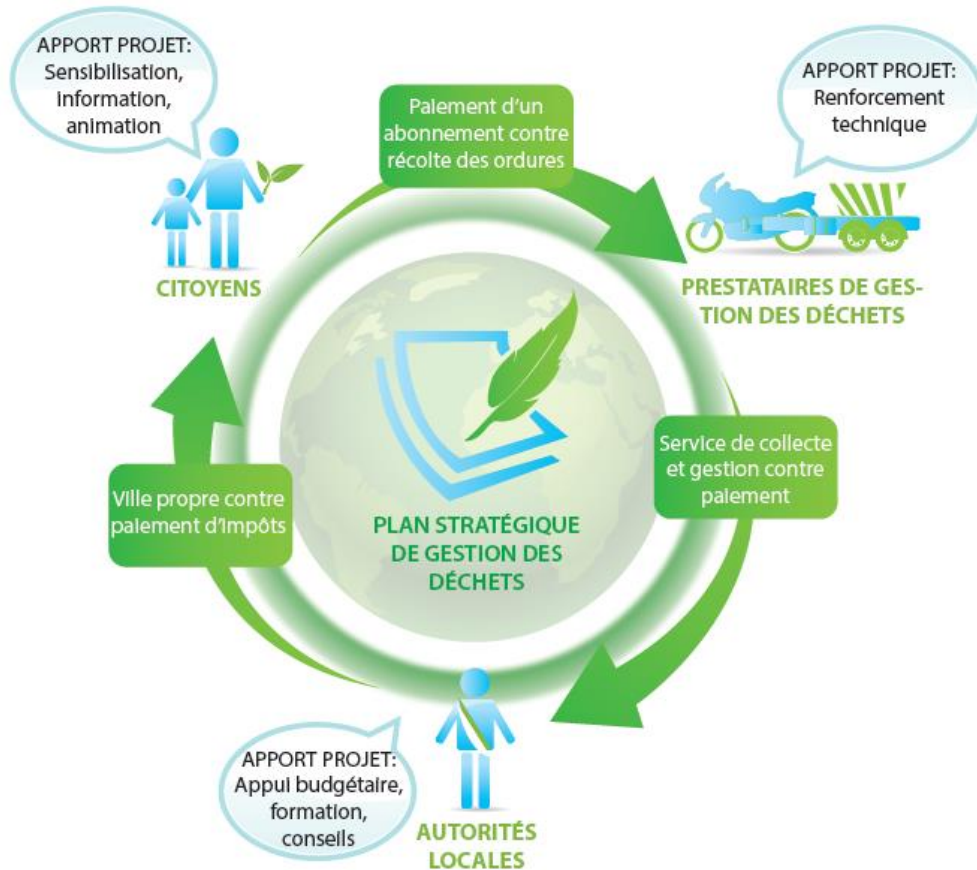 APPORT PROJET:
Sensibilisation,
information,
animation
Paiement d'un
abonnement contre
récolte des ordures
APPORT PROJET:
Renforcement
technique
CITOYENS
PRESTATAIRES DE GES-
TION DES DÉCHETS
Ville propre contre
paiement d'impôts
PLAN STRATÉGIQUE
DE GESTION DES
DÉCHETS
Service de collecte
et gestion contre
paiement
APPORT PROJET:
Appui budgétaire,
formation,
conseils
AUTORITÉS
LOCALES